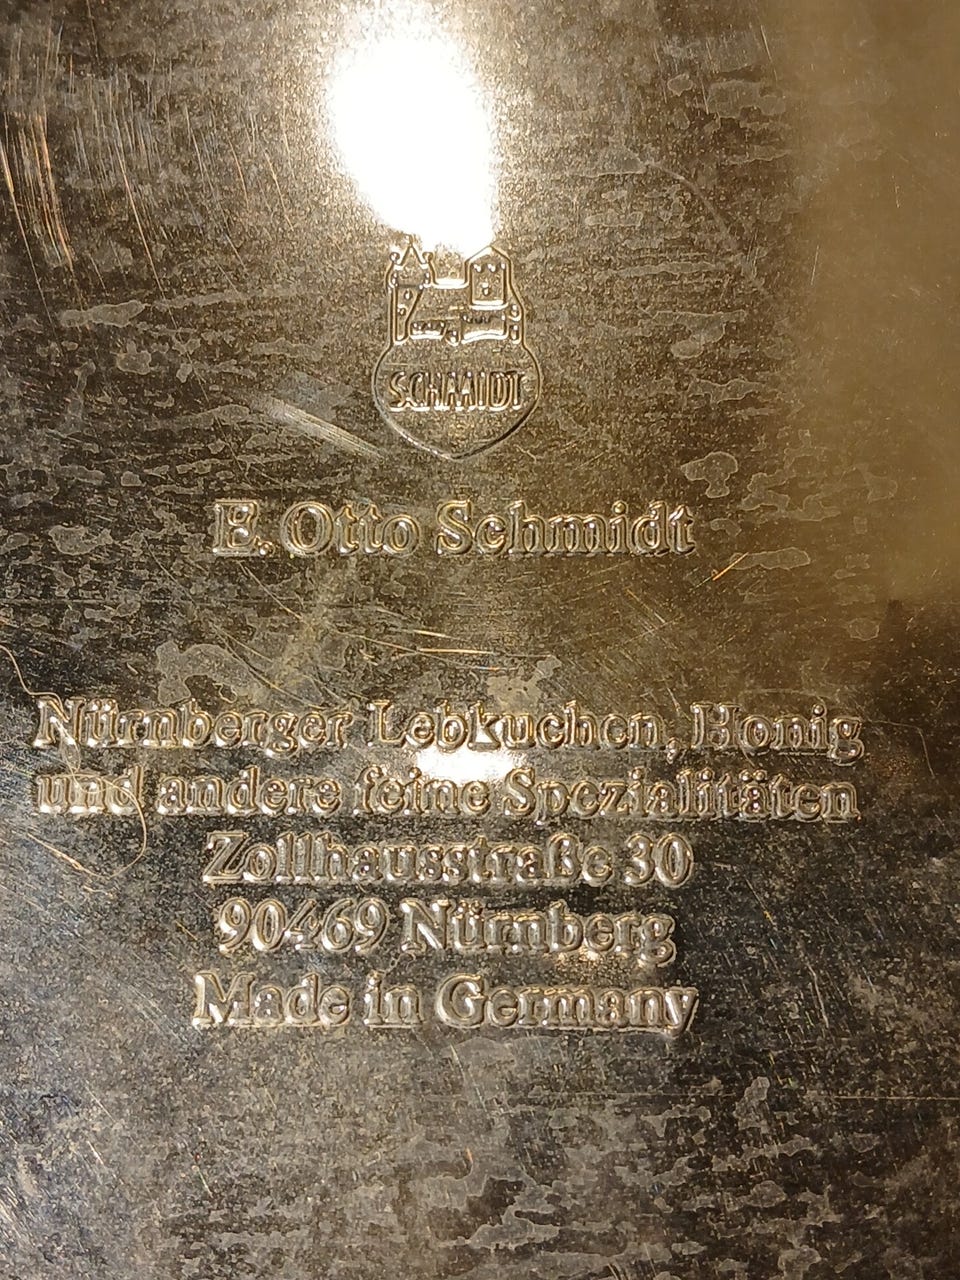 SCHMIDT
E. Otto Schmidt
Nürnberger Lebkuchen, Honig
und andere feine Spezialitäten
Zollhausstraße 30
90469 Nürnberg
Made in Germany